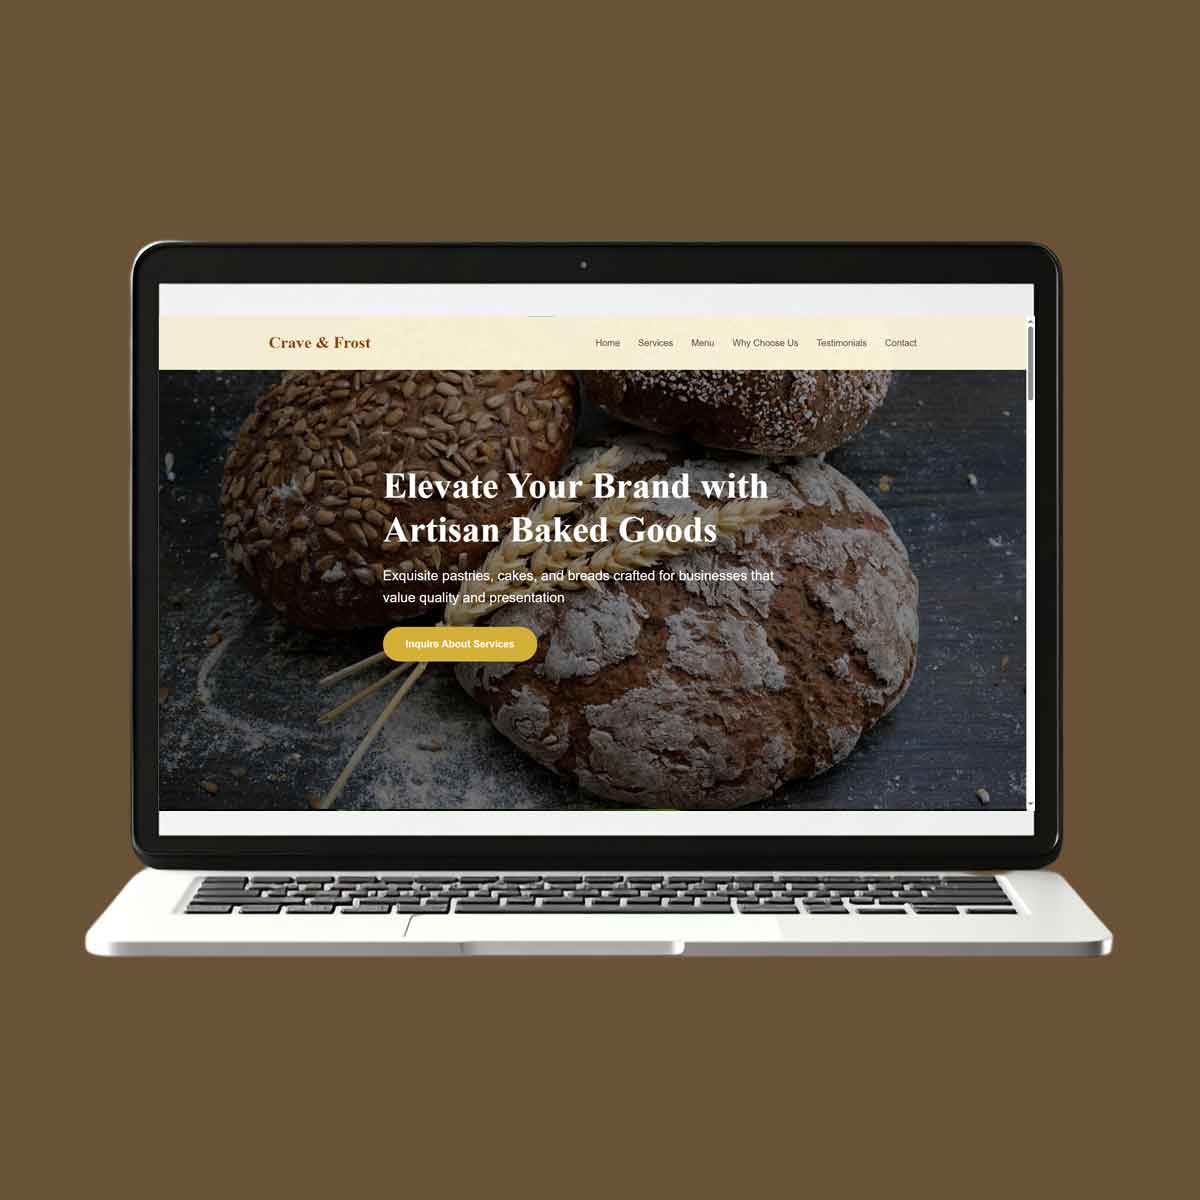 Crave & Frost
Home Services Menu Why Choose Us Testimonials Contact
Elevate Your Brand with
Artisan Baked Goods
Exquisite pastries, cakes, and breads crafted for businesses that
value quality and presentation
Inquire About Services